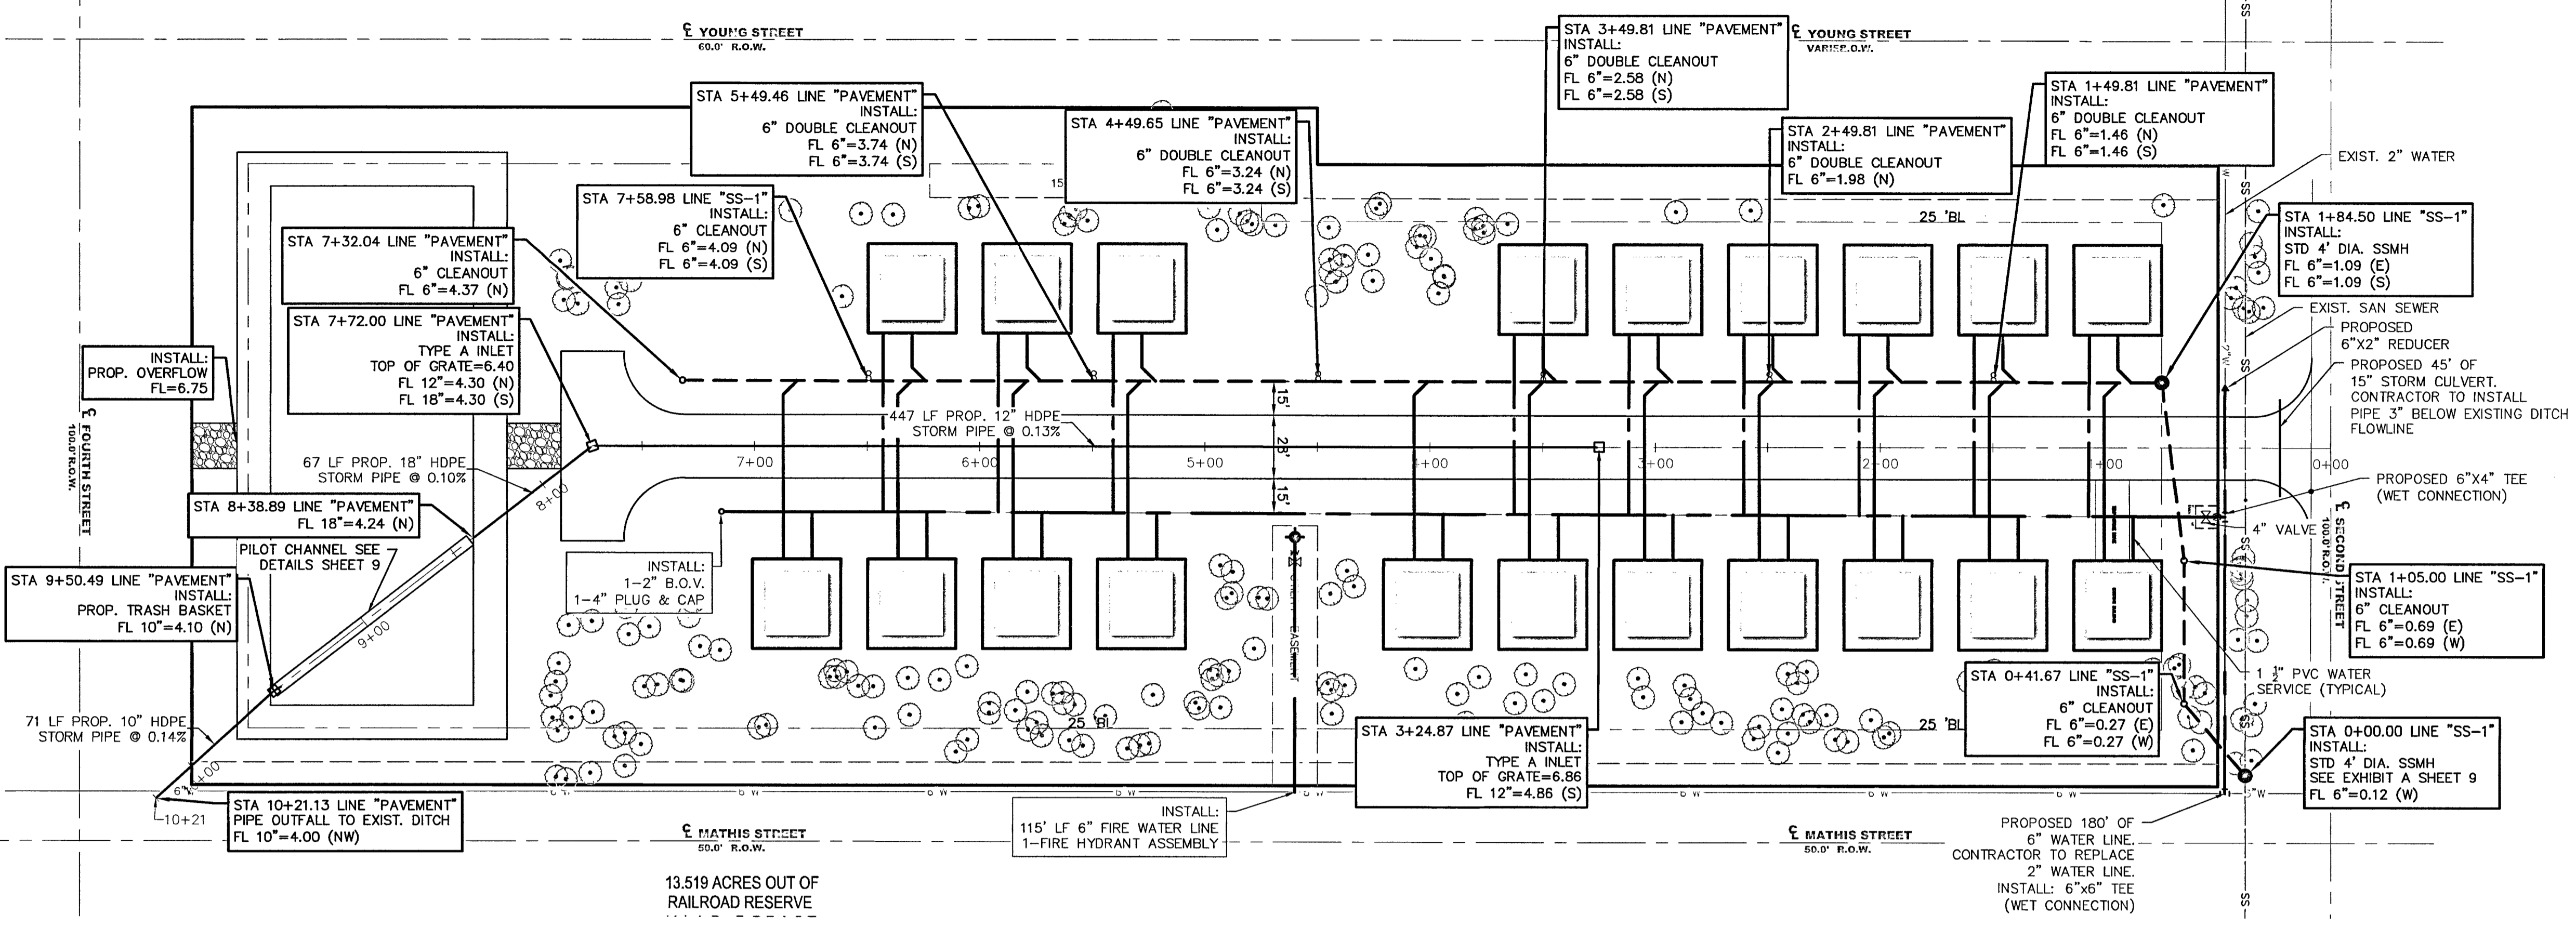 ℄ YOUNG STREET
60.0' R.O.W.
STA 3+49.81 LINE "PAVEMENT"
INSTALL:
6" DOUBLE CLEANOUT
FL 6"=2.58 (N)
FL 6"=2.58 (S)
℄ YOUNG STREET
STA 5+49.46 LINE "PAVEMENT"
INSTALL:
6" DOUBLE CLEANOUT
FL 6"=3.74 (N)
FL 6"=3.74 (S)
STA 4+49.65 LINE "PAVEMENT"
INSTALL:
6" DOUBLE CLEANOUT
FL 6"=3.24 (N)
FL 6"=3.24 (S)
STA 2+49.81 LINE "PAVEMENT"
INSTALL:
6" DOUBLE CLEANOUT
FL 6"=1.98 (N)
STA 1+49.81 LINE "PAVEMENT"
INSTALL:
6" DOUBLE CLEANOUT
FL 6"=1.46 (N)
FL 6"=1.46 (S)
EXIST. 2" WATER
15
STA 7+58.98 LINE "SS-1"
INSTALL:
6" CLEANOUT
FL 6"=4.09 (N)
FL 6"=4.09 (S)
25 'BL
STA 1+84.50 LINE "SS-1"
INSTALL:
STD 4' DIA. SSMH
FL 6"=1.09 (E)
FL 6"=1.09 (S)
STA 7+32.04 LINE "PAVEMENT"
INSTALL:
6" CLEANOUT
FL 6"=4.37 (N)
STA 7+72.00 LINE "PAVEMENT"
INSTALL:
TYPE A INLET
TOP OF GRATE=6.40
FL 12"=4.30 (N)
FL 18"=4.30 (S)
EXIST. SAN SEWER
PROPOSED
6"X2" REDUCER
INSTALL:
PROP. OVERFLOW
FL=6.75
PROPOSED 45' OF
15" STORM CULVERT.
CONTRACTOR TO INSTALL
PIPE 3" BELOW EXISTING DITCH
FLOWLINE
℄ FOURTH STREET
100.0' R.O.W.
447 LF PROP. 12" HDPE
STORM PIPE @ 0.13%
15'
28'
15'
67 LF PROP. 18" HDPE
STORM PIPE @ 0.10%
8+00
7+00
6+00
5+00
4+00
3+00
2+00
1+00
0+00
PROPOSED 6"X4" TEE
(WET CONNECTION)
4" VALVE
℄ SECOND STREET
100.0' R.O.W.
STA 8+38.89 LINE "PAVEMENT"
FL 18"=4.24 (N)
PILOT CHANNEL SEE
DETAILS SHEET 9
9+00
STA 9+50.49 LINE "PAVEMENT"
INSTALL:
PROP. TRASH BASKET
FL 10"=4.10 (N)
INSTALL:
1-2" B.O.V.
1-4" PLUG & CAP
EASEMENT
STA 1+05.00 LINE "SS-1"
INSTALL:
6" CLEANOUT
FL 6"=0.69 (E)
FL 6"=0.69 (W)
1 ½" PVC WATER
SERVICE (TYPICAL)
STA 0+41.67 LINE "SS-1"
INSTALL:
6" CLEANOUT
FL 6"=0.27 (E)
FL 6"=0.27 (W)
71 LF PROP. 10" HDPE
STORM PIPE @ 0.14%
25 'BL
25 'BL
STA 3+24.87 LINE "PAVEMENT"
INSTALL:
TYPE A INLET
TOP OF GRATE=6.86
FL 12"=4.86 (S)
STA 0+00.00 LINE "SS-1"
INSTALL:
STD 4' DIA. SSMH
SEE EXHIBIT A SHEET 9
FL 6"=0.12 (W)
10+21
STA 10+21.13 LINE "PAVEMENT"
PIPE OUTFALL TO EXIST. DITCH
FL 10"=4.00 (NW)
℄ MATHIS STREET
50.0' R.O.W.
INSTALL:
115' LF 6" FIRE WATER LINE
1-FIRE HYDRANT ASSEMBLY
℄ MATHIS STREET
50.0' R.O.W.
PROPOSED 180' OF
6" WATER LINE.
CONTRACTOR TO REPLACE
2" WATER LINE.
INSTALL: 6"x6" TEE
(WET CONNECTION)
13.519 ACRES OUT OF
RAILROAD RESERVE